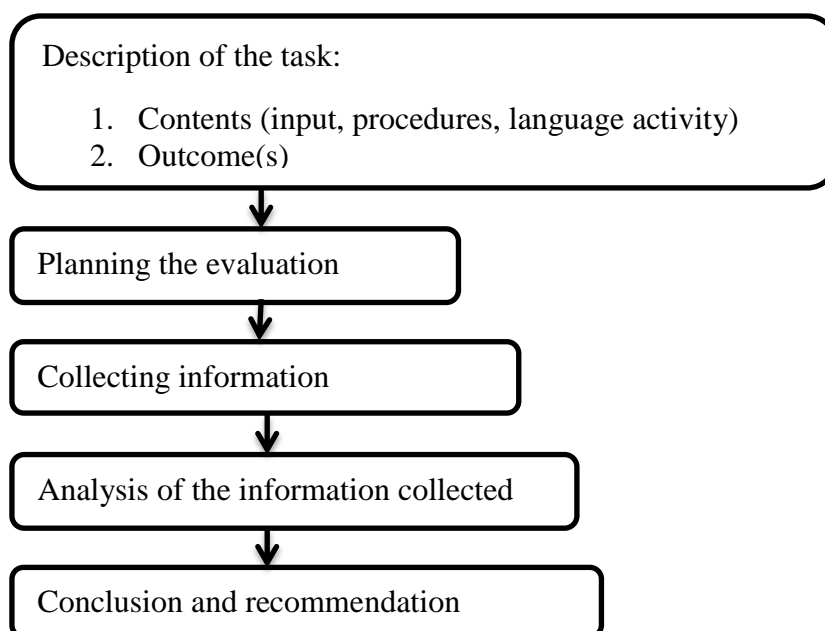 Description of the task:
1. Contents (input, procedures, language activity)
2. Outcome(s)
Planning the evaluation
Collecting information
Analysis of the information collected
Conclusion and recommendation